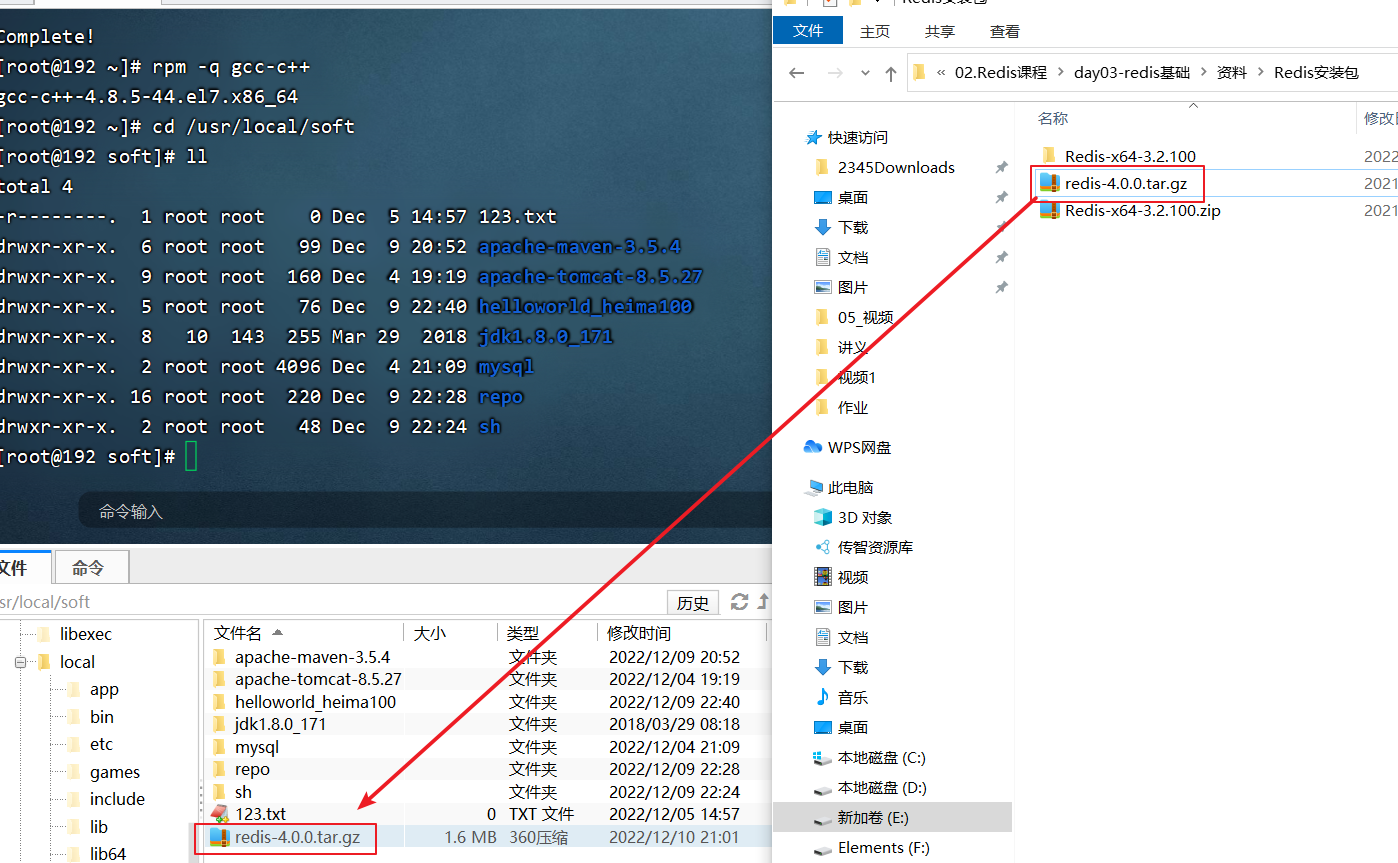 Complete!
[root@192 ~]# rpm -q gcc-c++
gcc-c++-4.8.5-44.el7.x86_64
[root@192 ~]# cd /usr/local/soft
[root@192 soft]# ll
total 4
-r--------. 1 root root 0 Dec 5 14:57 123.txt
drwxr-xr-x. 6 root root 99 Dec 9 20:52 apache-maven-3.5.4
drwxr-xr-x. 9 root root 160 Dec 4 19:19 apache-tomcat-8.5.27
drwxr-xr-x. 5 root root 76 Dec 9 22:40 helloworld_heima100
drwxr-xr-x. 8 10 143 255 Mar 29 2018 jdk1.8.0_171
drwxr-xr-x. 2 root root 4096 Dec 4 21:09 mysql
drwxr-xr-x. 16 root root 220 Dec 9 22:28 repo
drwxr-xr-x. 2 root root 48 Dec 9 22:24 sh
[root@192 soft]#
命令输入
文件 命令
sr/local/soft 历史
libexec
local
app
bin
etc
games
include
lib
lib64
文件名 大小 类型 修改时间
apache-maven-3.5.4 文件夹 2022/12/09 20:52
apache-tomcat-8.5.27 文件夹 2022/12/04 19:19
helloworld_heima100 文件夹 2022/12/09 22:40
jdk1.8.0_171 文件夹 2018/03/29 08:18
mysql 文件夹 2022/12/04 21:09
repo 文件夹 2022/12/09 22:28
sh 文件夹 2022/12/09 22:24
123.txt 0 TXT 文件 2022/12/05 14:57
redis-4.0.0.tar.gz 1.6 MB 360压缩 2022/12/10 21:01
Redis安装包
文件 主页 共享 查看
« 02.Redis课程 > day03-redis基础 > 资料 > Redis安装包
快速访问
2345Downloads
桌面
下载
文档
图片
05_视频
讲义
视频1
作业
WPS网盘
此电脑
3D 对象
传智资源库
视频
图片
文档
下载
音乐
桌面
本地磁盘 (C:)
本地磁盘 (D:)
新加卷 (E:)
Elements (F:)
名称 修改日
Redis-x64-3.2.100 2022
redis-4.0.0.tar.gz 2021
Redis-x64-3.2.100.zip 2021